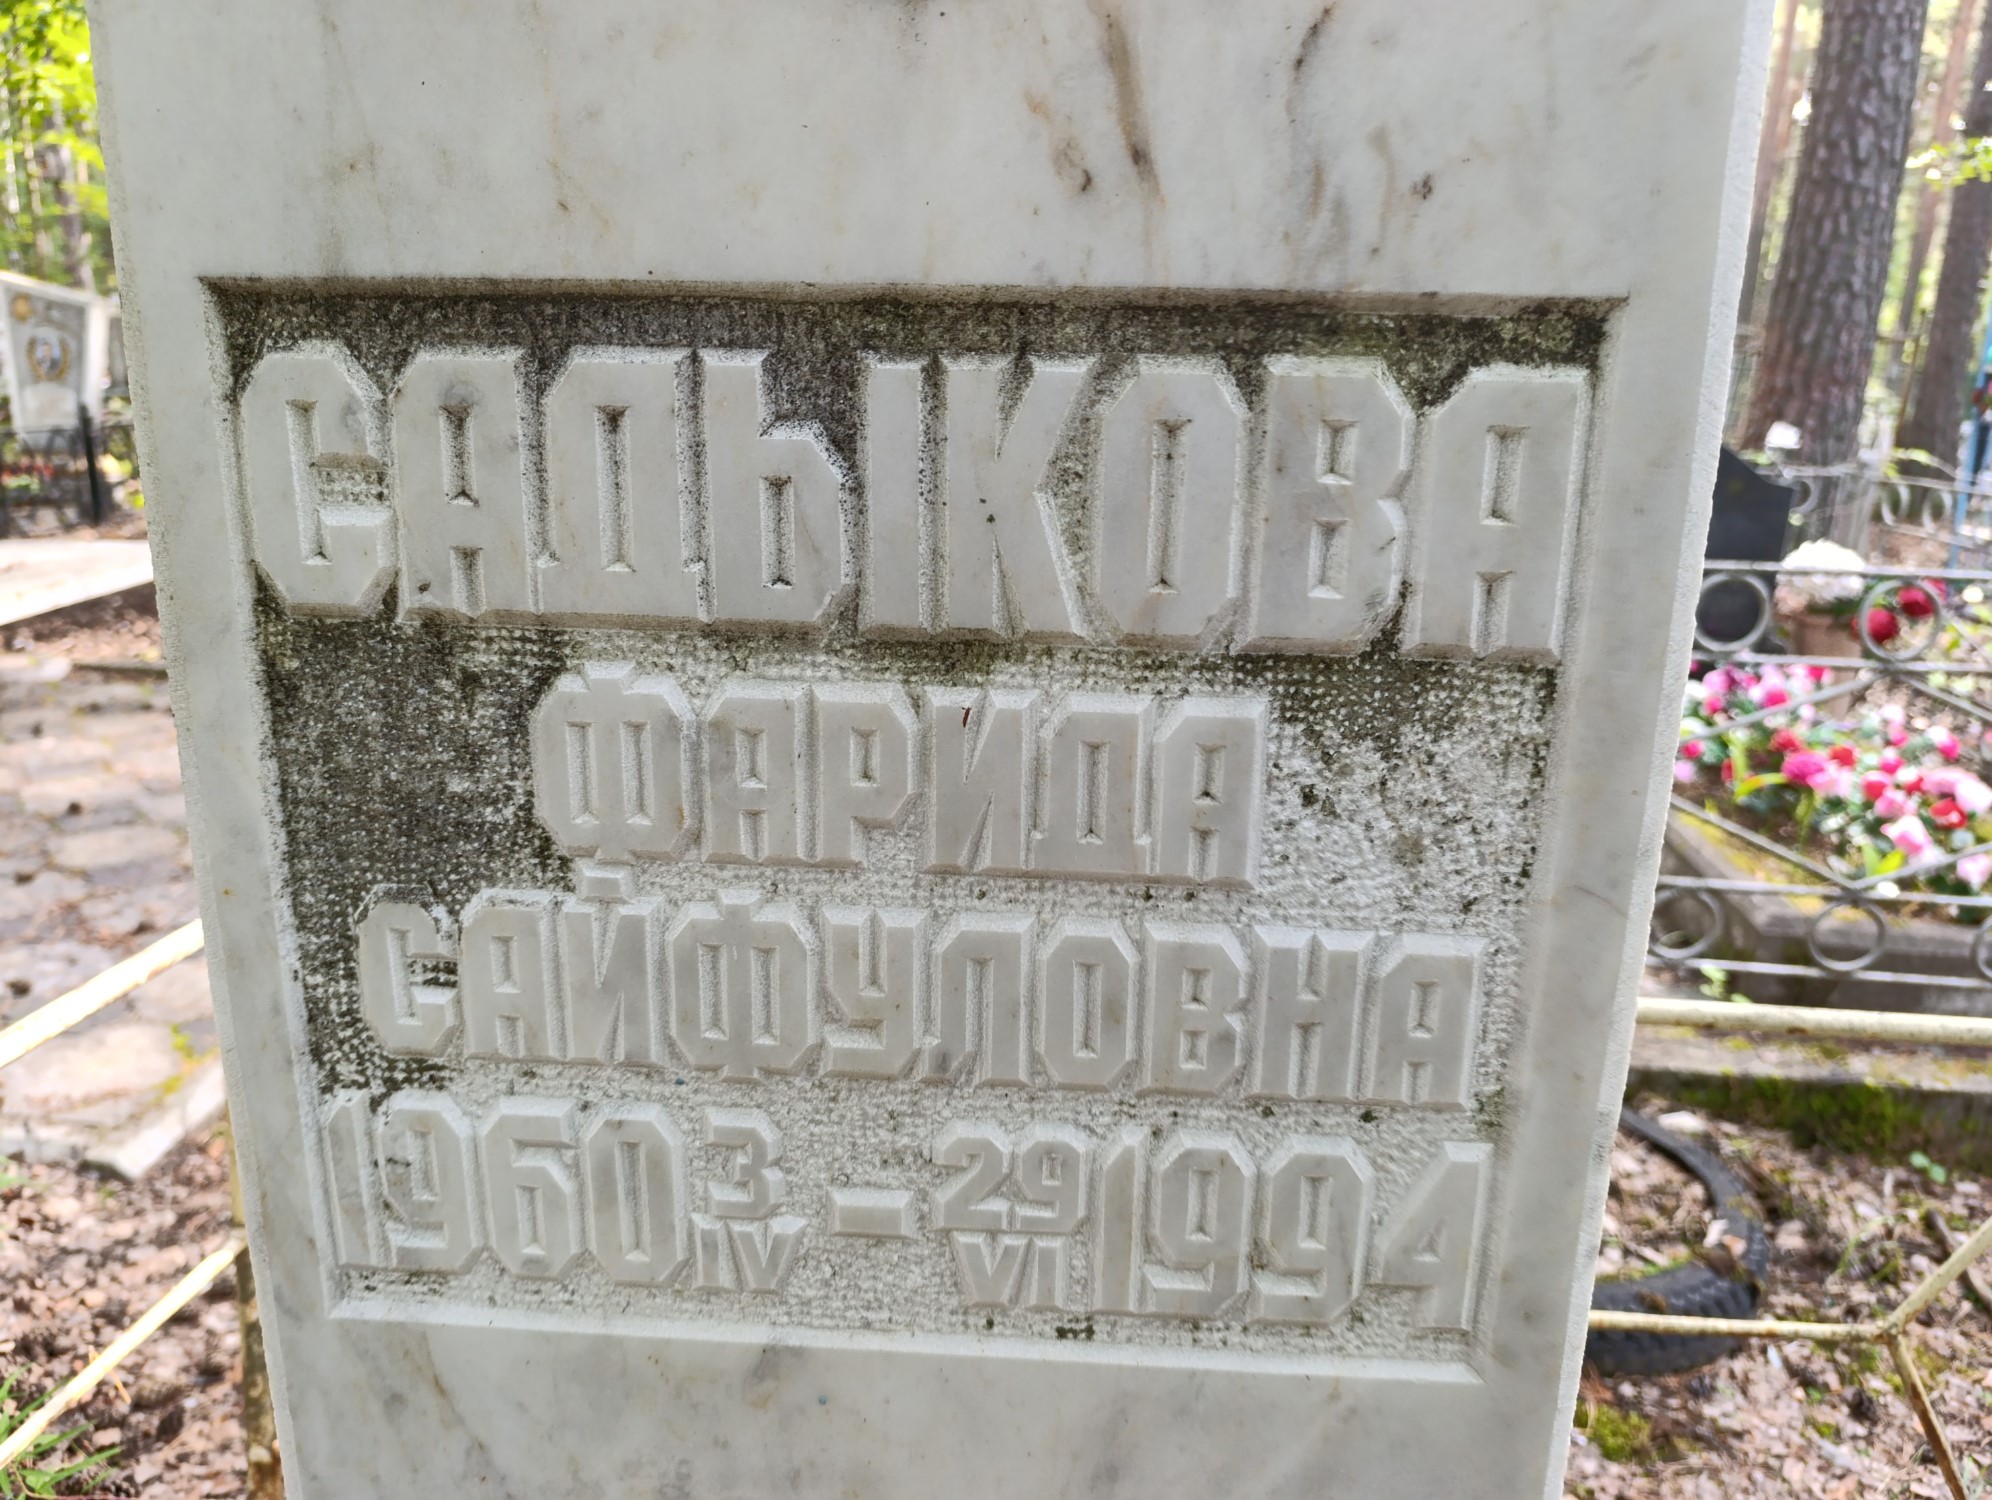 САДЫКОВА
ФАРИДА
САЙФУЛОВНА
1960 3/IV – 29/VI 1994